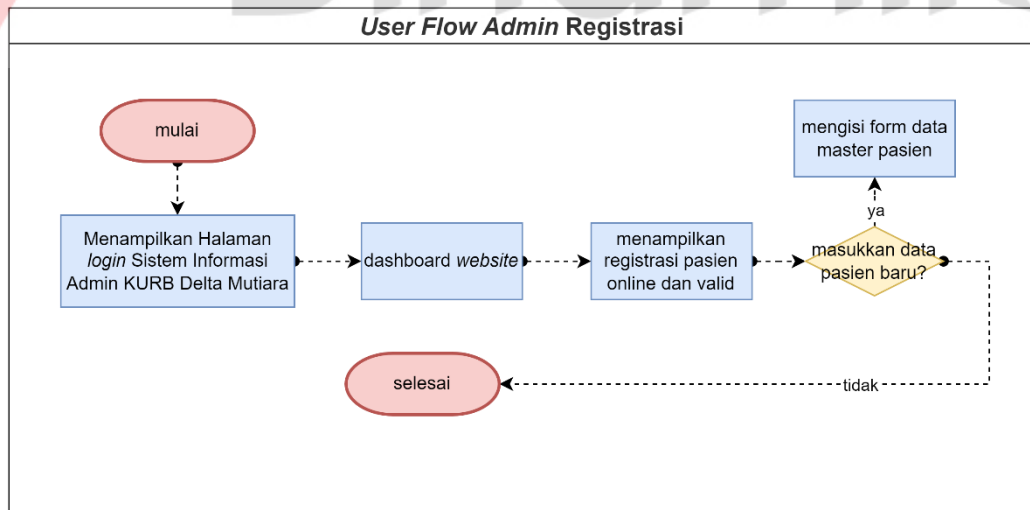 User Flow Admin Registrasi
mulai
Menampilkan Halaman
login Sistem Informasi
Admin KURB Delta Mutiara
dashboard website
menampilkan
registrasi pasien
online dan valid
masukkan data
pasien baru?
ya
mengisi form data
master pasien
tidak
selesai